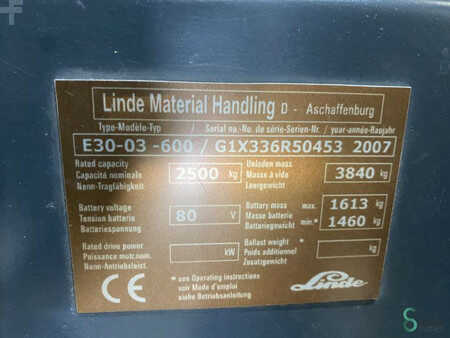 Linde Material Handling D - Aschaffenburg
Type-Modèle-Typ / Serial no.-No. de série-Serien-Nr. / year-année-Baujahr
E30-03 -600 / G1X336R50453 2007
Rated capacity
Capacité nominale 2500 kg
Nenn-Tragfähigkeit
Unladen mass
Masse à vide 3840 kg
Leergewicht
Battery voltage
Tension batterie 80 V
Batteriespannung
Battery mass max* 1613 kg
Masse batterie
Batteriegewicht min* 1460 kg
Rated drive power
Puissance mot.nom. kW
Nenn-Antriebsleist.
Ballast weight *
Poids additionnel kg
Zusatzgewicht
CE
* see Operating instructions
voir Mode d'emploi
siehe Betriebsanleitung
Linde